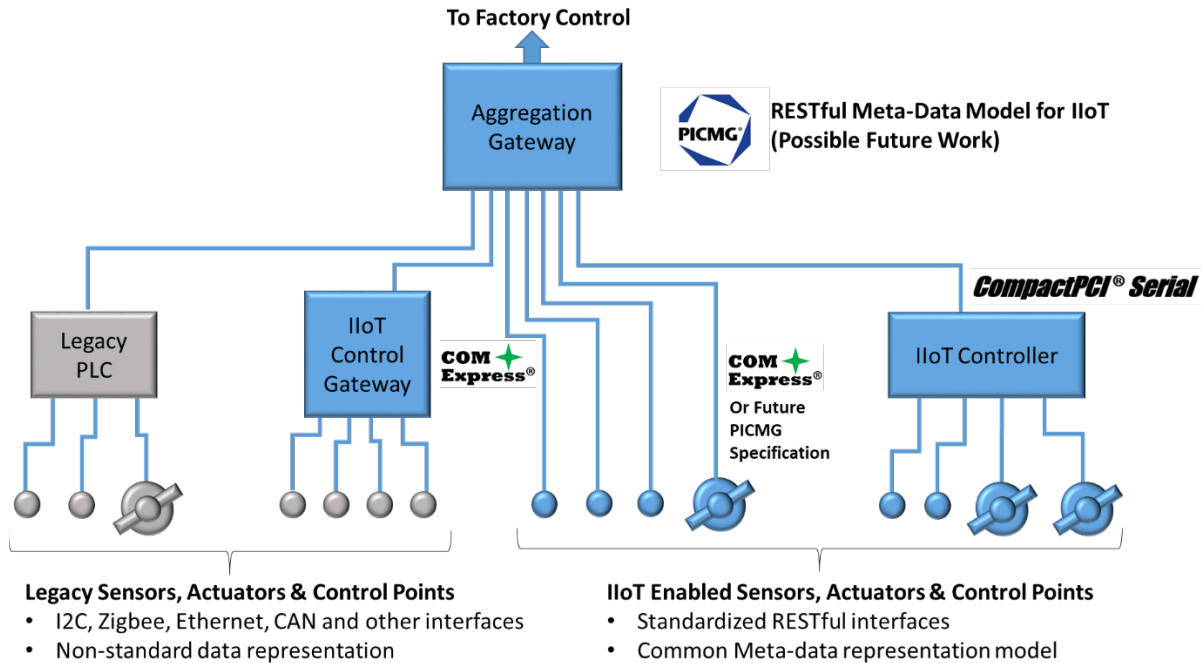 To Factory Control
Aggregation
Gateway
PICMG®
RESTful Meta-Data Model for IIoT
(Possible Future Work)
CompactPCI® Serial
Legacy
PLC
IIoT
Control
Gateway
COM
Express®
COM
Express®
Or Future
PICMG
Specification
IIoT Controller
Legacy Sensors, Actuators & Control Points
• I2C, Zigbee, Ethernet, CAN and other interfaces
• Non-standard data representation
IIoT Enabled Sensors, Actuators & Control Points
• Standardized RESTful interfaces
• Common Meta-data representation model